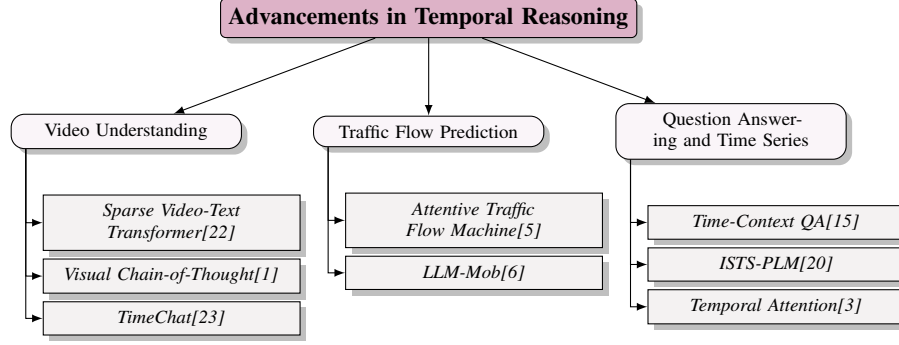 Advancements in Temporal Reasoning
Video Understanding
Sparse Video-Text
Transformer[22]
Visual Chain-of-Thought[1]
TimeChat[23]
Traffic Flow Prediction
Attentive Traffic
Flow Machine[5]
LLM-Mob[6]
Question Answer-
ing and Time Series
Time-Context QA[15]
ISTS-PLM[20]
Temporal Attention[3]